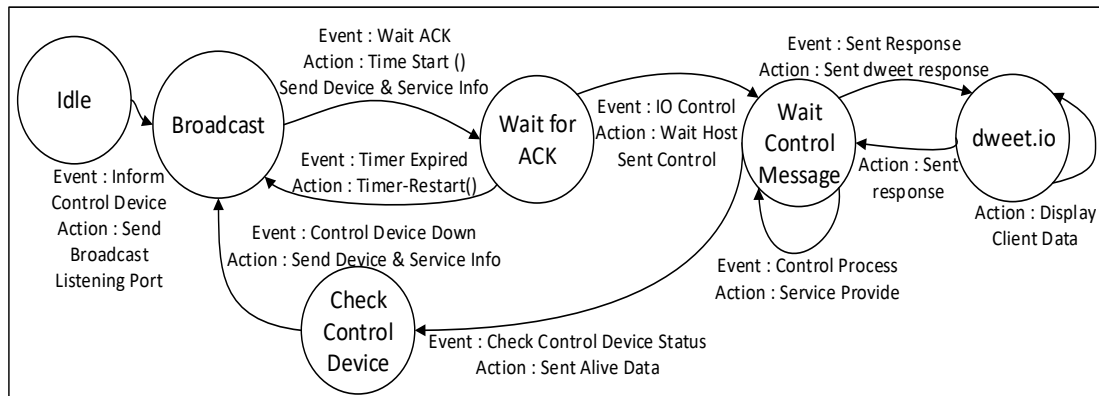 Idle
Event : Inform
Control Device
Action : Send
Broadcast
Listening Port
Broadcast
Event : Wait ACK
Action : Time Start ()
Send Device & Service Info
Event : Timer Expired
Action : Timer-Restart()
Wait for
ACK
Event : IO Control
Action : Wait Host
Sent Control
Wait
Control
Message
Event : Sent Response
Action : Sent dweet response
dweet.io
Action : Sent
response
Action : Display
Client Data
Event : Control Process
Action : Service Provide
Event : Control Device Down
Action : Send Device & Service Info
Check
Control
Device
Event : Check Control Device Status
Action : Sent Alive Data